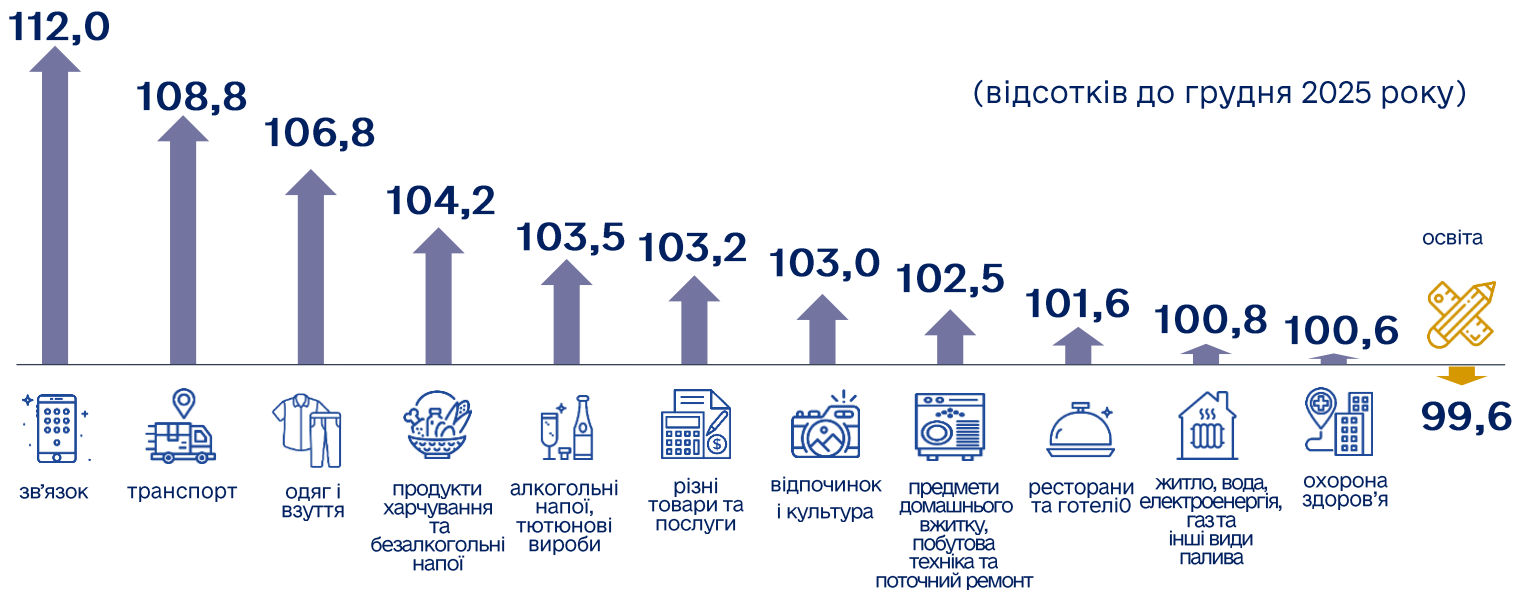 112,0
108,8
106,8
104,2
103,5
103,2
103,0
102,5
101,6
100,8
100,6
(відсотків до грудня 2025 року)
освіта
99,6
зв’язок
транспорт
одяг і
взуття
продукти
харчування
та
безалкогольні
напої
алкогольні
напої,
тютюнові
вироби
різні
товари та
послуги
відпочинок
і культура
предмети
домашнього
вжитку,
побутова
техніка та
поточний ремонт
ресторани
та готелі0
житло, вода,
електроенергія,
газ та
інші види
палива
охорона
здоров’я